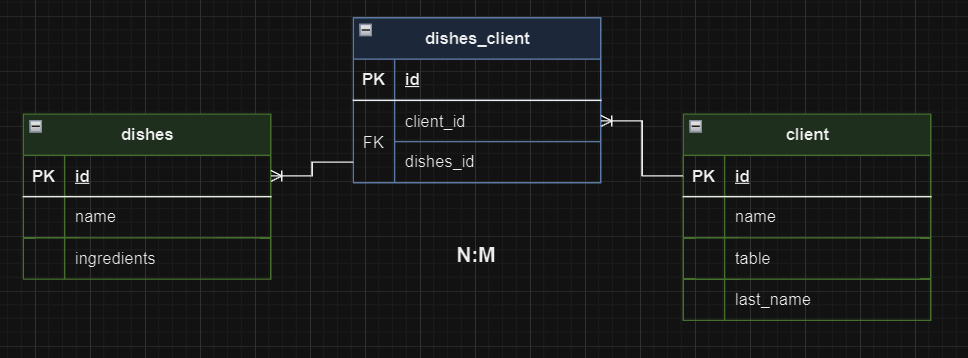 dishes_client
PK id
client_id
FK
dishes_id
dishes
PK id
name
ingredients
client
PK id
name
table
last_name
N:M